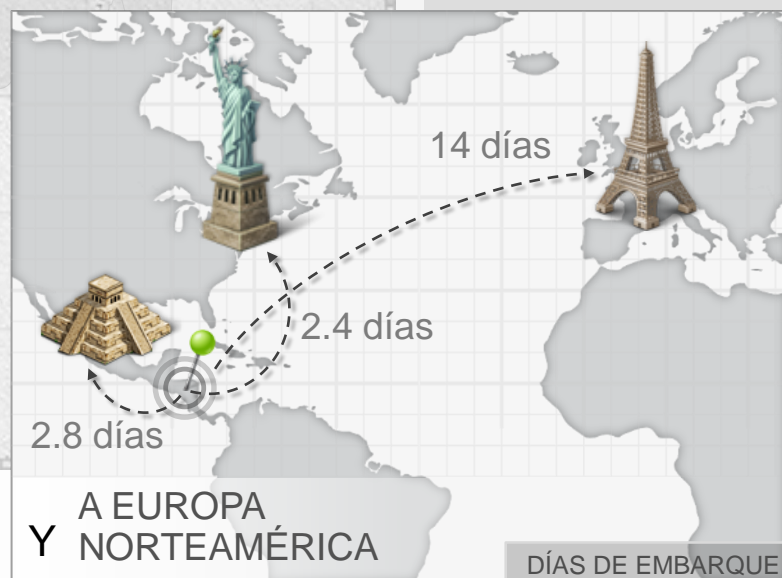 14 días
2.4 días
2.8 días
A EUROPA
Y NORTEAMÉRICA
DÍAS DE EMBARQUE